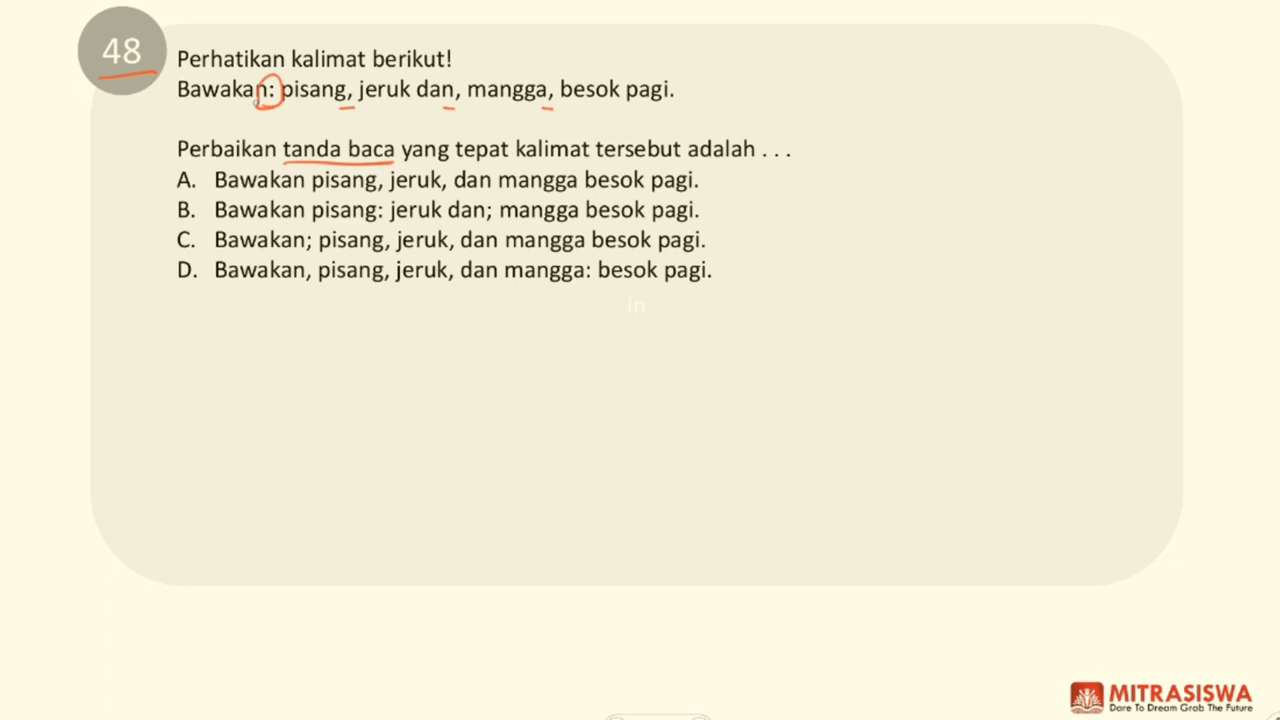 48
Perhatikan kalimat berikut!
Bawakan: pisang, jeruk dan, mangga, besok pagi.
Perbaikan tanda baca yang tepat kalimat tersebut adalah . . .
A. Bawakan pisang, jeruk, dan mangga besok pagi.
B. Bawakan pisang: jeruk dan; mangga besok pagi.
C. Bawakan; pisang, jeruk, dan mangga besok pagi.
D. Bawakan, pisang, jeruk, dan mangga: besok pagi.
in
MITRASISWA
Dare To Dream Grab The Future